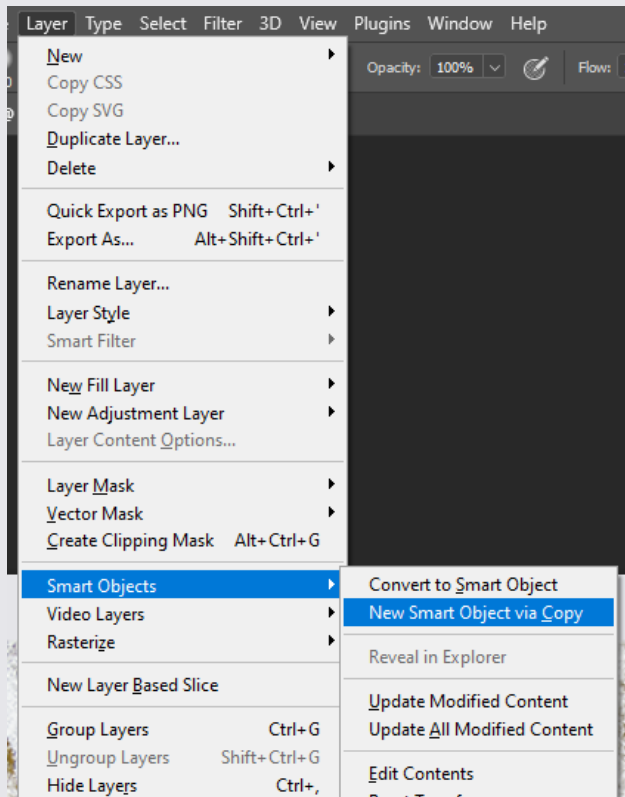 Layer Type Select Filter 3D View Plugins Window Help
Opacity: 100% Flow:
New
Copy CSS
Copy SVG
Duplicate Layer...
Delete
Quick Export as PNG Shift+Ctrl+'
Export As... Alt+Shift+Ctrl+'
Rename Layer...
Layer Style
Smart Filter
New Fill Layer
New Adjustment Layer
Layer Content Options...
Layer Mask
Vector Mask
Create Clipping Mask Alt+Ctrl+G
Smart Objects
Video Layers
Rasterize
New Layer Based Slice
Group Layers Ctrl+G
Ungroup Layers Shift+Ctrl+G
Hide Layers Ctrl+,
Convert to Smart Object
New Smart Object via Copy
Reveal in Explorer
Update Modified Content
Update All Modified Content
Edit Contents